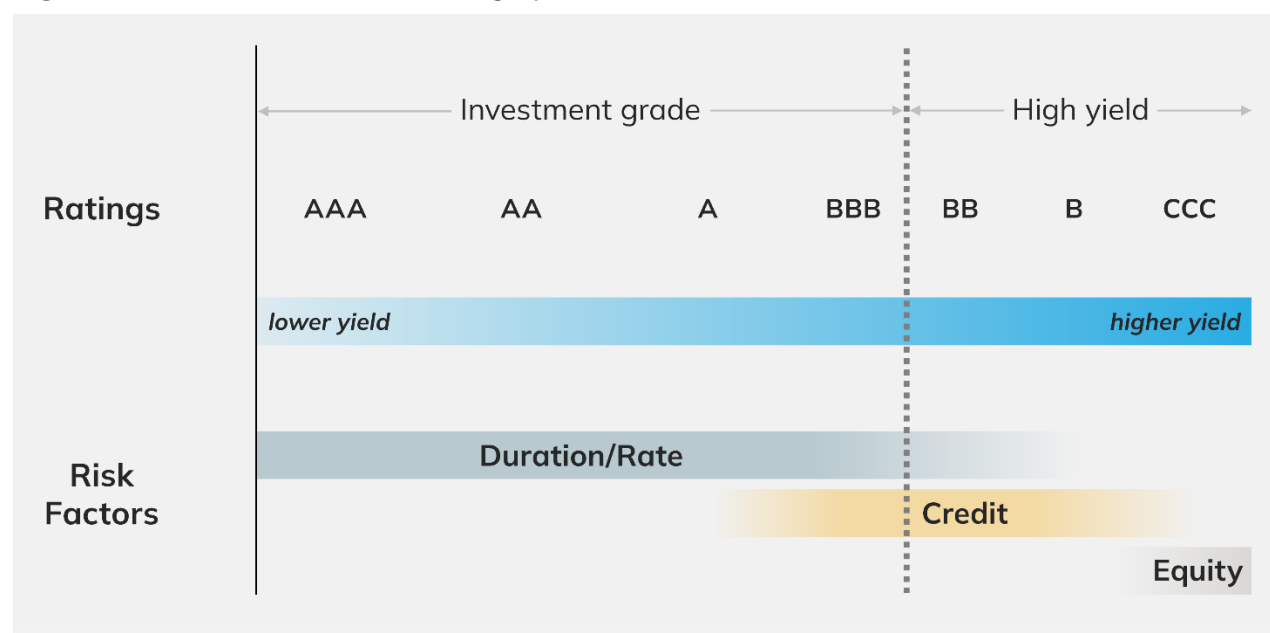 Investment grade
High yield
Ratings
AAA AA A BBB BB B CCC
lower yield
higher yield
Duration/Rate
Risk
Factors
Credit
Equity